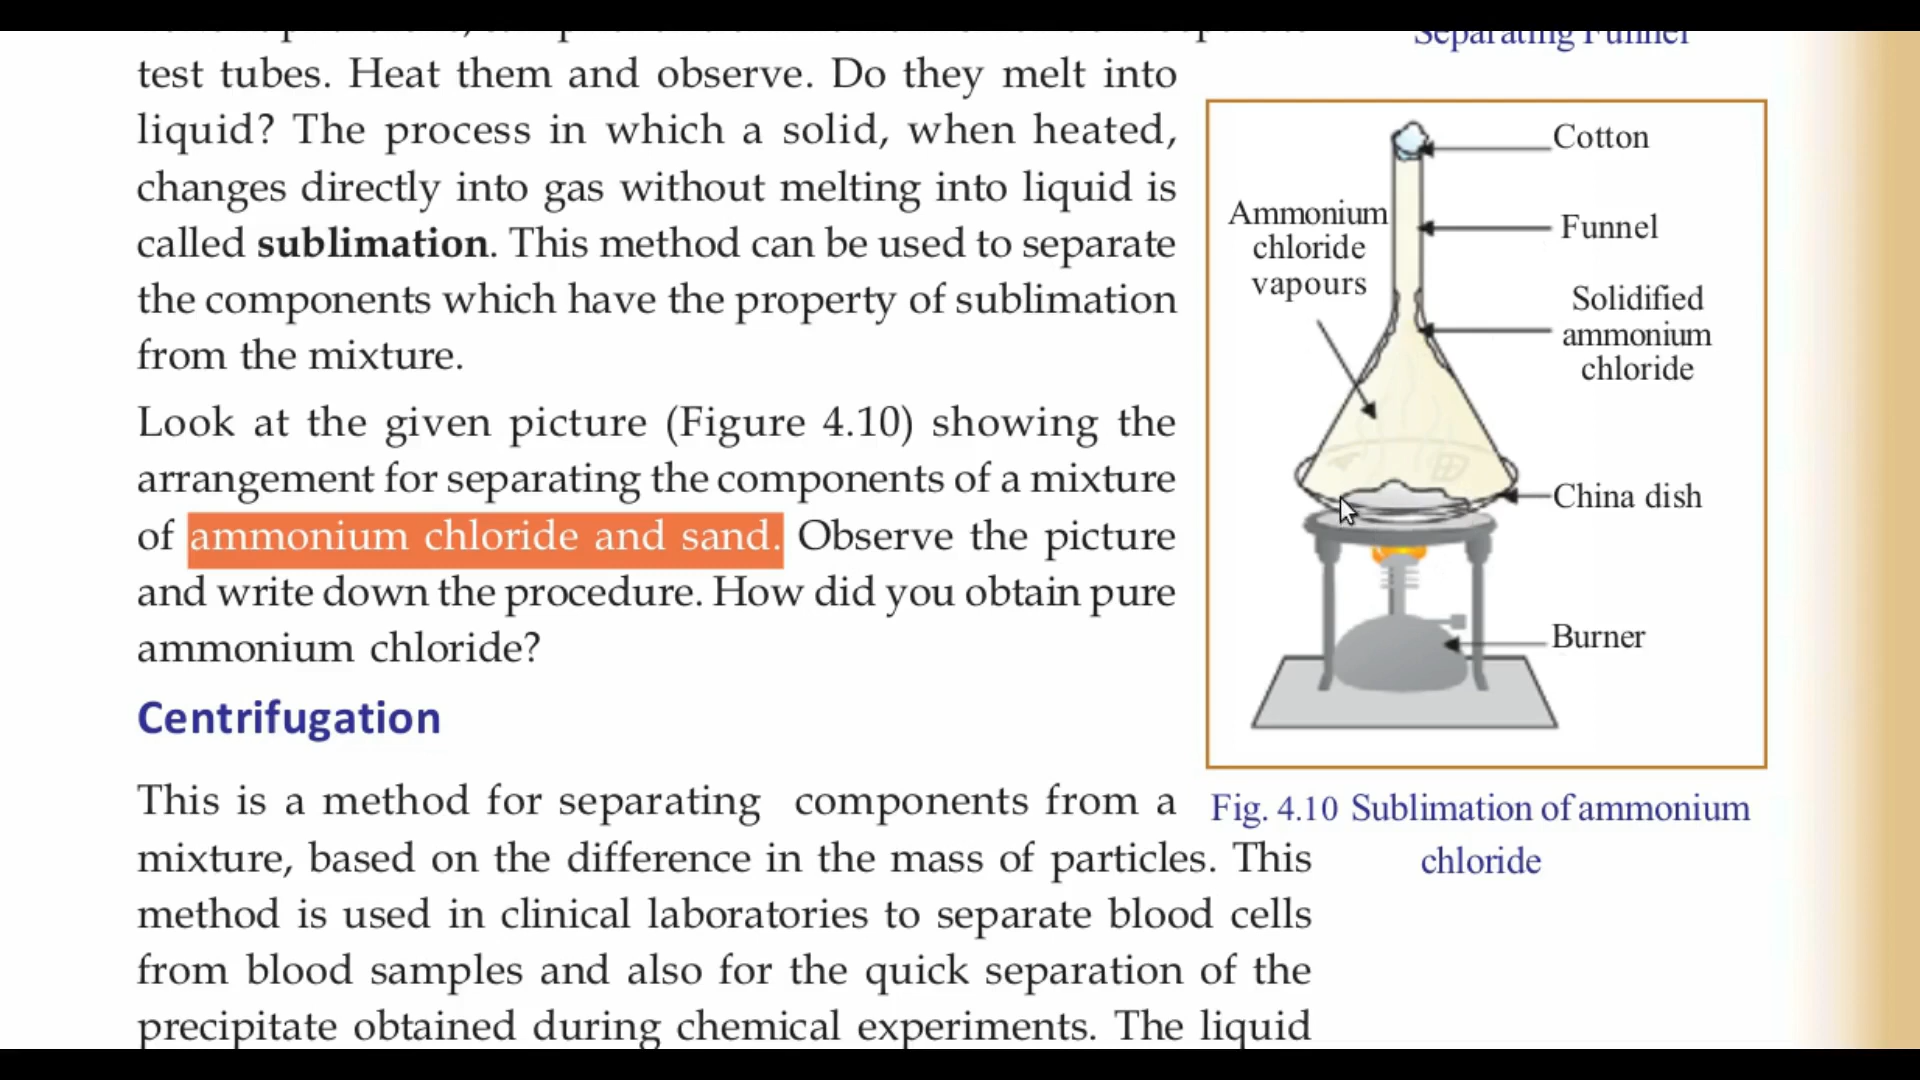 Separating Funnel
test tubes. Heat them and observe. Do they melt into
liquid? The process in which a solid, when heated,
changes directly into gas without melting into liquid is
called sublimation. This method can be used to separate
the components which have the property of sublimation
from the mixture.
Look at the given picture (Figure 4.10) showing the
arrangement for separating the components of a mixture
of ammonium chloride and sand. Observe the picture
and write down the procedure. How did you obtain pure
ammonium chloride?
Centrifugation
This is a method for separating components from a
mixture, based on the difference in the mass of particles. This
method is used in clinical laboratories to separate blood cells
from blood samples and also for the quick separation of the
precipitate obtained during chemical experiments. The liquid
Cotton
Ammonium
chloride
vapours
Funnel
Solidified
ammonium
chloride
China dish
Burner
Fig. 4.10 Sublimation of ammonium
chloride